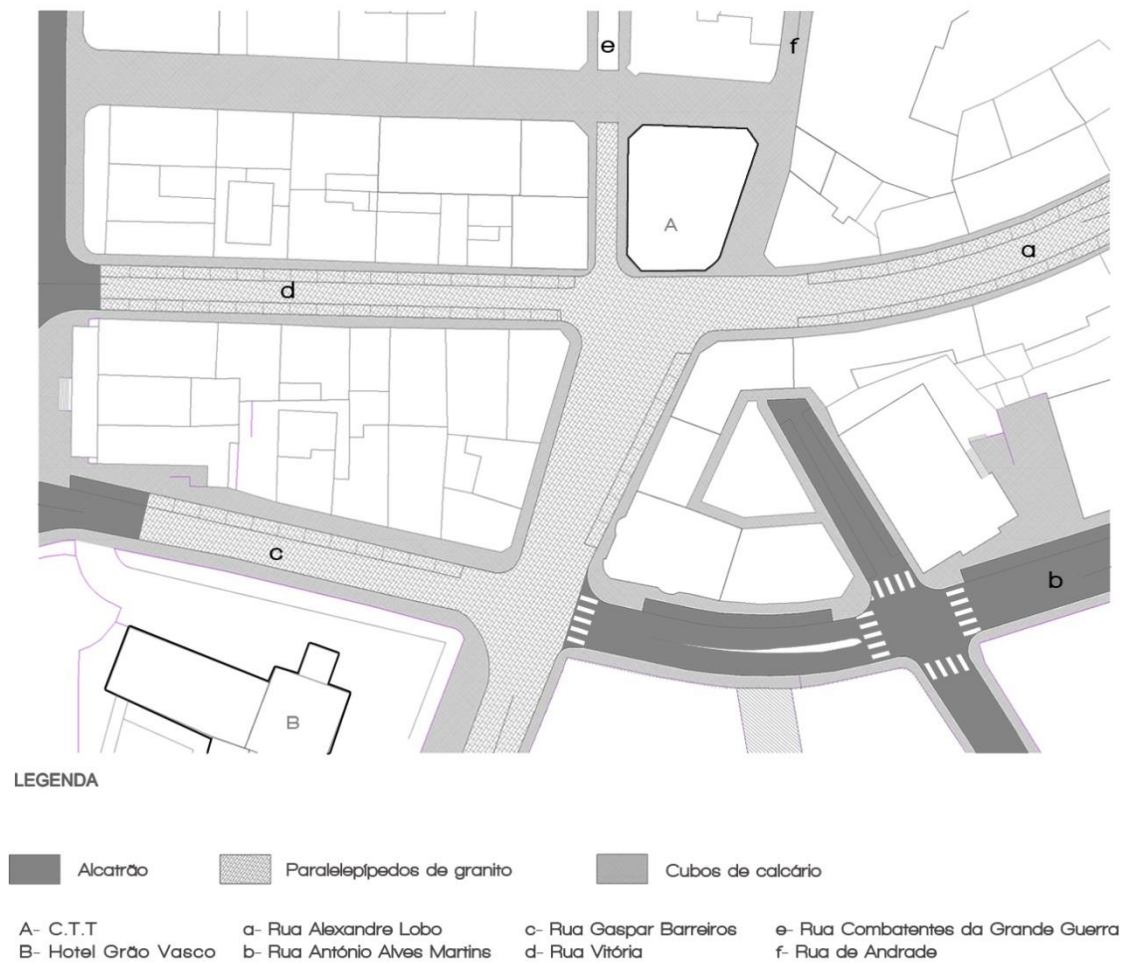 e
f
A
a
d
c
b
B
LEGENDA
Alcatrão
Paralelepípedos de granito
Cubos de calcário
A- C.T.T
a- Rua Alexandre Lobo
c- Rua Gaspar Barreiros
e- Rua Combatentes da Grande Guerra
B- Hotel Grão Vasco
b- Rua António Alves Martins
d- Rua Vitória
f- Rua de Andrade